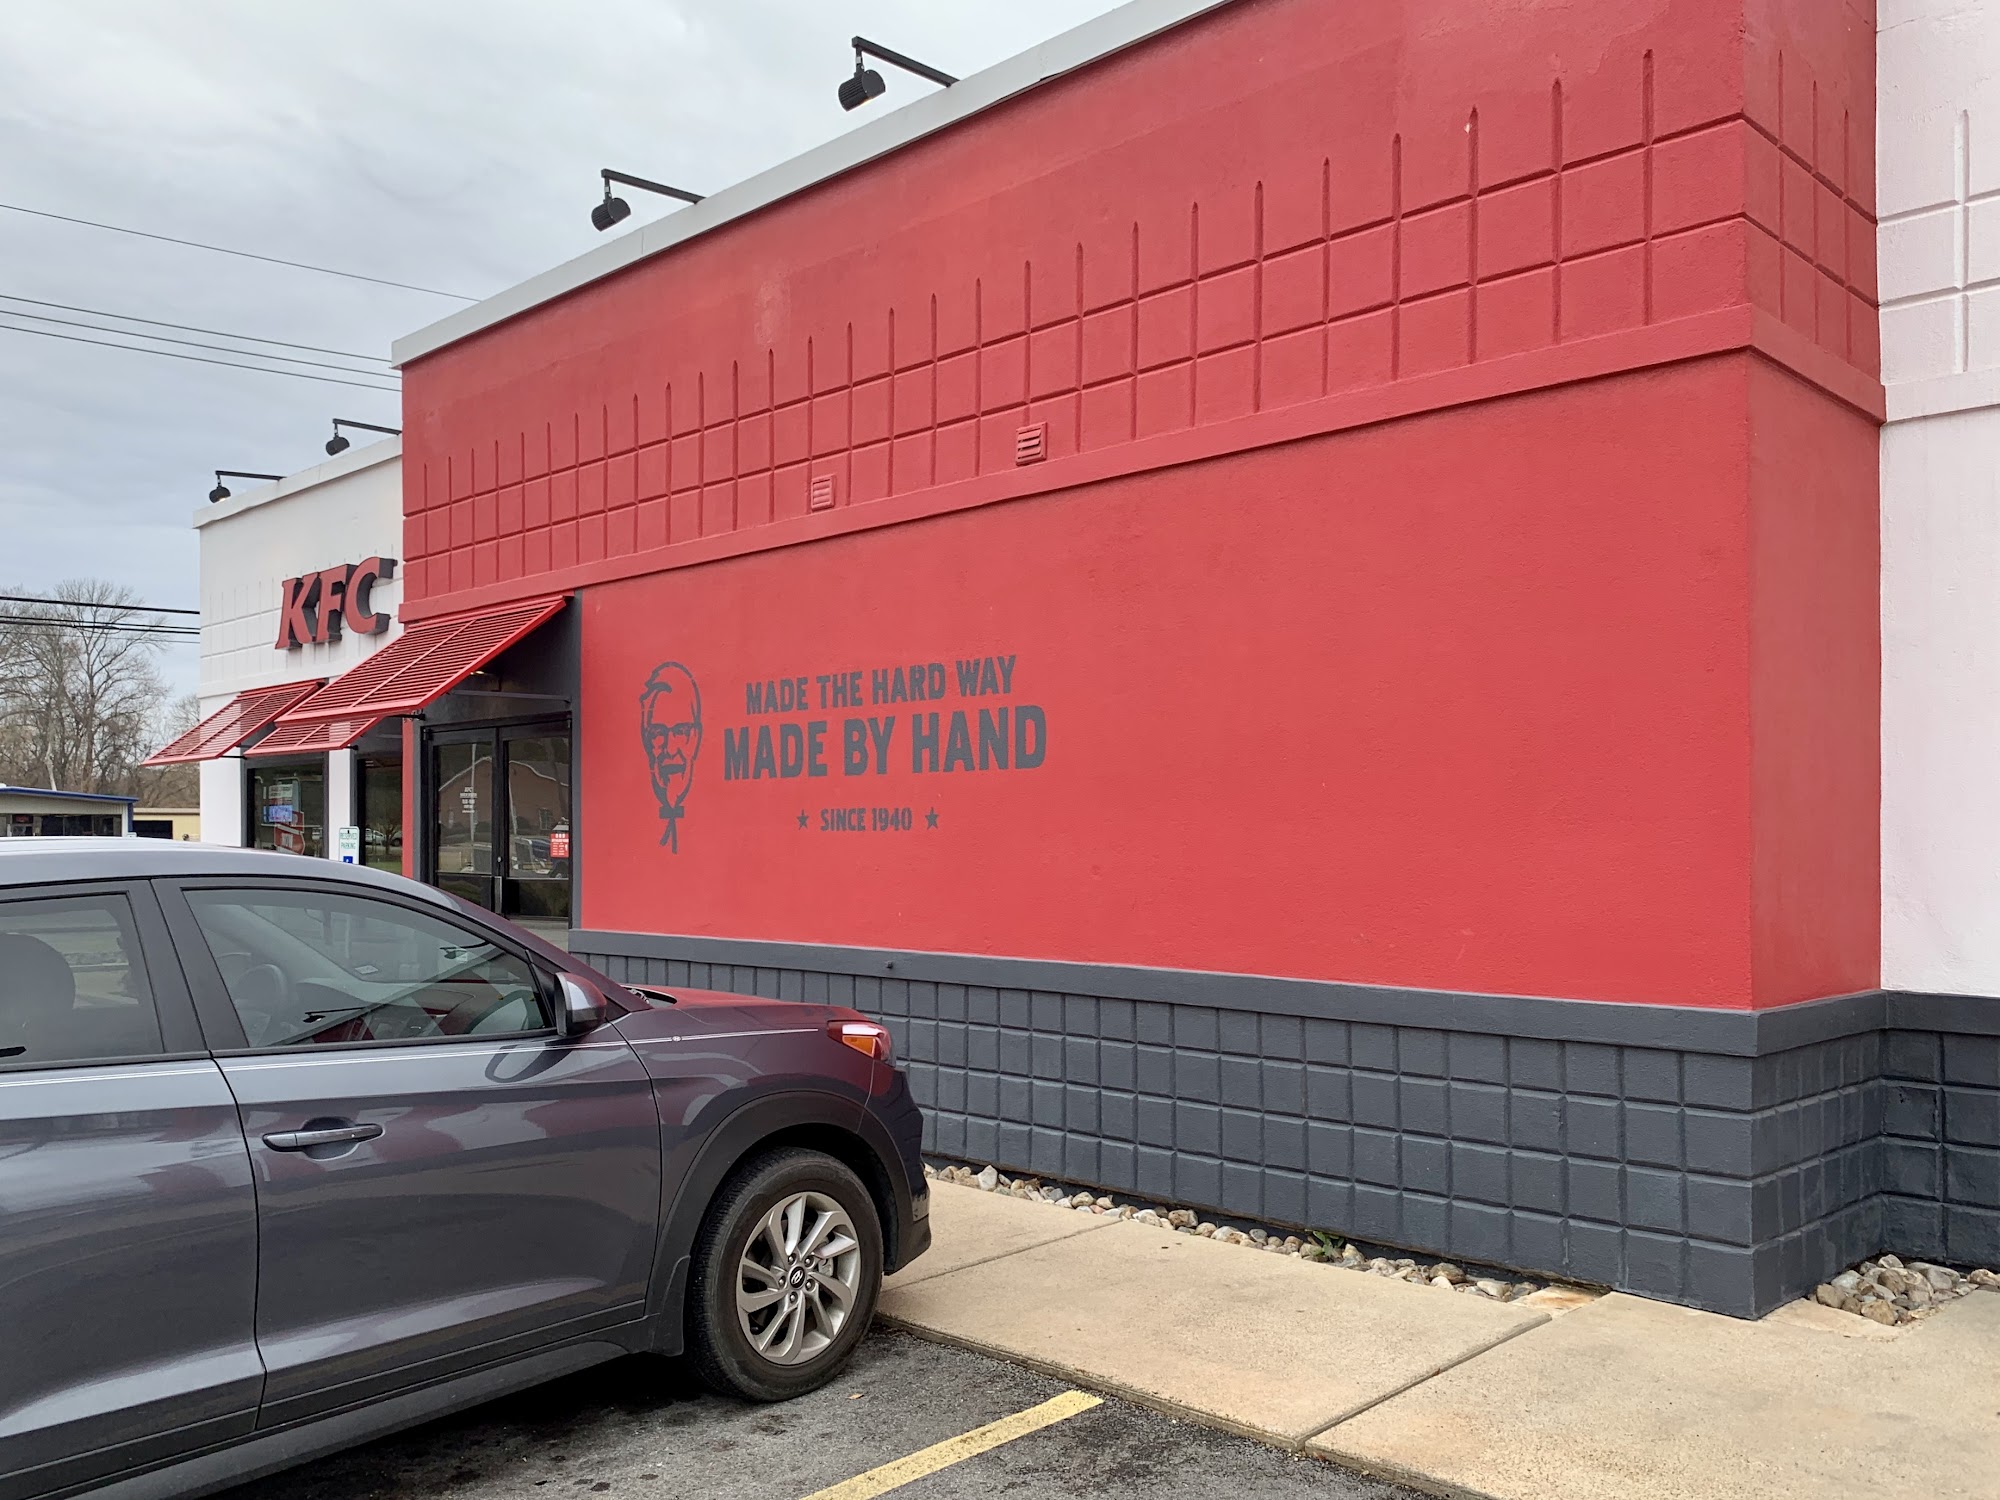 KFC
MADE THE HARD WAY
MADE BY HAND
★ SINCE 1940 ★